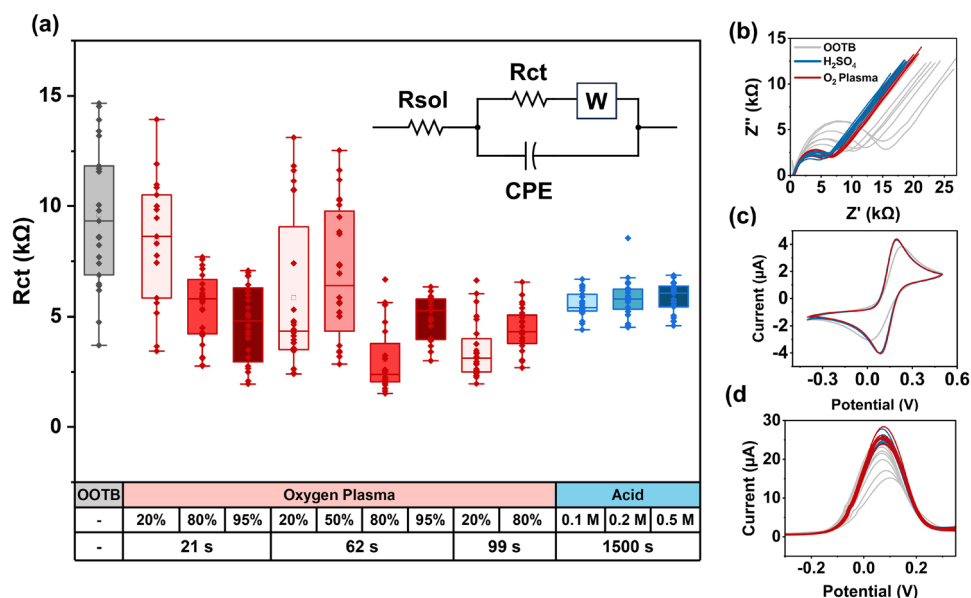 (a)
Rct (kΩ)
15
10
5
0
Rsol
Rct
W
CPE
OOTB Oxygen Plasma Acid
- 20% 80% 95% 20% 50% 80% 95% 20% 80% 0.1 M 0.2 M 0.5 M
- 21 s 62 s 99 s 1500 s
(b)
Z'' (kΩ)
15
10
5
0
OOTB
H₂SO₄
O₂ Plasma
0 5 10 15 20 25
Z' (kΩ)
(c)
Current (µA)
4
2
0
-2
-4
-0.3 0.0 0.3 0.6
Potential (V)
(d)
Current (µA)
30
20
10
0
-0.2 0.0 0.2
Potential (V)